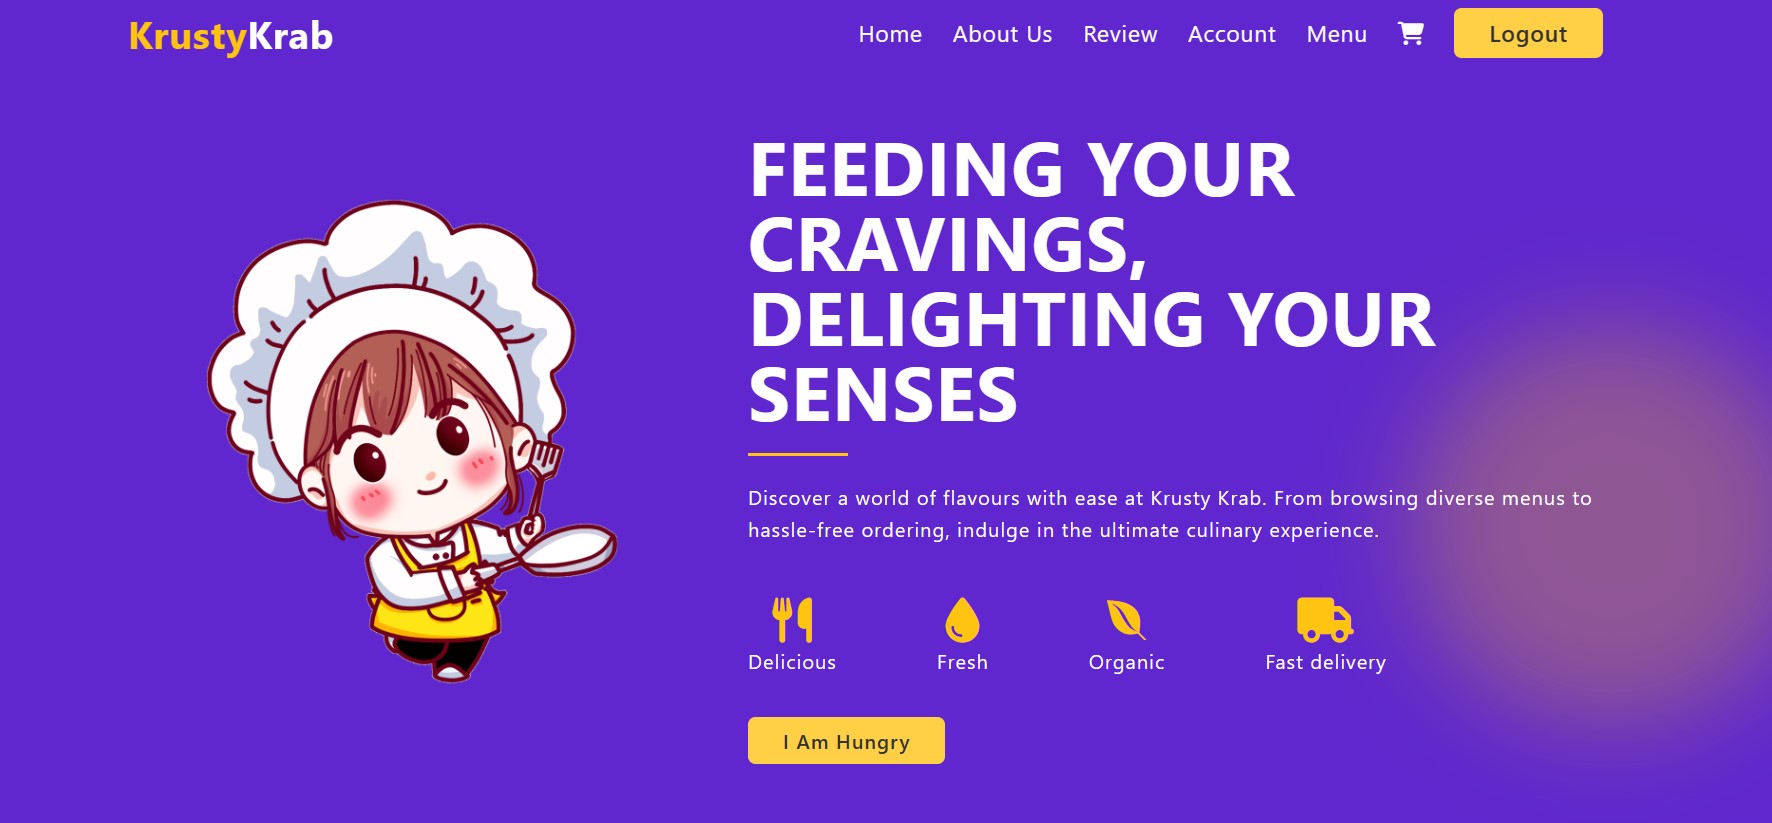 KrustyKrab
Home About Us Review Account Menu Logout
FEEDING YOUR
CRAVINGS,
DELIGHTING YOUR
SENSES
Discover a world of flavours with ease at Krusty Krab. From browsing diverse menus to
hassle-free ordering, indulge in the ultimate culinary experience.
Delicious Fresh Organic Fast delivery
I Am Hungry